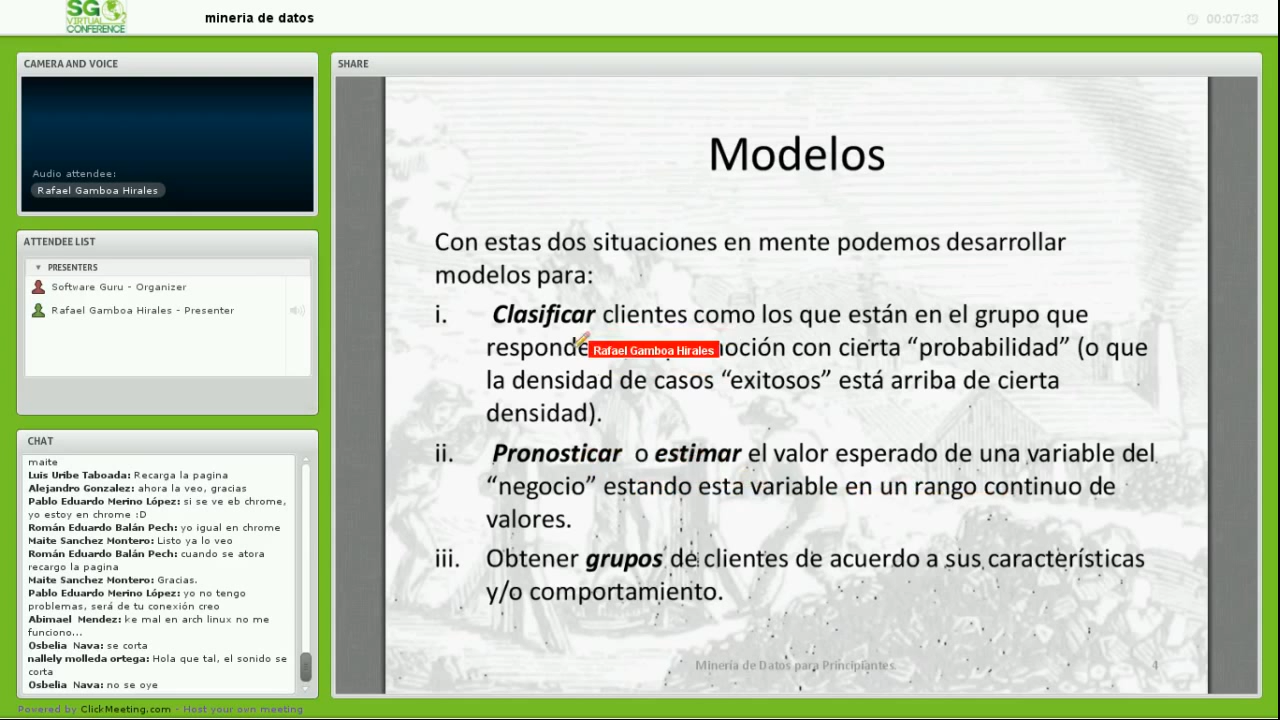 SG
VIRTUAL
CONFERENCE
mineria de datos
00:07:33
CAMERA AND VOICE
Audio attendee:
Rafael Gamboa Hirales
ATTENDEE LIST
PRESENTERS
Software Guru - Organizer
Rafael Gamboa Hirales - Presenter
CHAT
maite
Luis Uribe Taboada: Recarga la pagina
Alejandro Gonzalez: ahora la veo, gracias
Pablo Eduardo Merino López: si se ve eb chrome,
yo estoy en chrome :D
Román Eduardo Balán Pech: yo igual en chrome
Maite Sanchez Montero: Listo ya lo veo
Román Eduardo Balán Pech: cuando se atora
recargo la pagina
Maite Sanchez Montero: Gracias.
Pablo Eduardo Merino López: yo no tengo
problemas, será de tu conexión creo
Abimael Mendez: ke mal en arch linux no me
funciono...
Osbelia Nava: se corta
nallely molleda ortega: Hola que tal, el sonido se
corta
Osbelia Nava: no se oye
SHARE
Modelos
Con estas dos situaciones en mente podemos desarrollar
modelos para:
i. Clasificar clientes como los que están en el grupo que
Rafael Gamboa Hirales con cierta “probabilidad” (o que
la densidad de casos “exitosos” está arriba de cierta
densidad).
ii. Pronosticar o estimar el valor esperado de una variable del
“negocio” estando esta variable en un rango continuo de
valores.
iii. Obtener grupos de clientes de acuerdo a sus características
y/o comportamiento.
Minería de Datos para Principiantes.
4
Powered by ClickMeeting.com - Host your own meeting